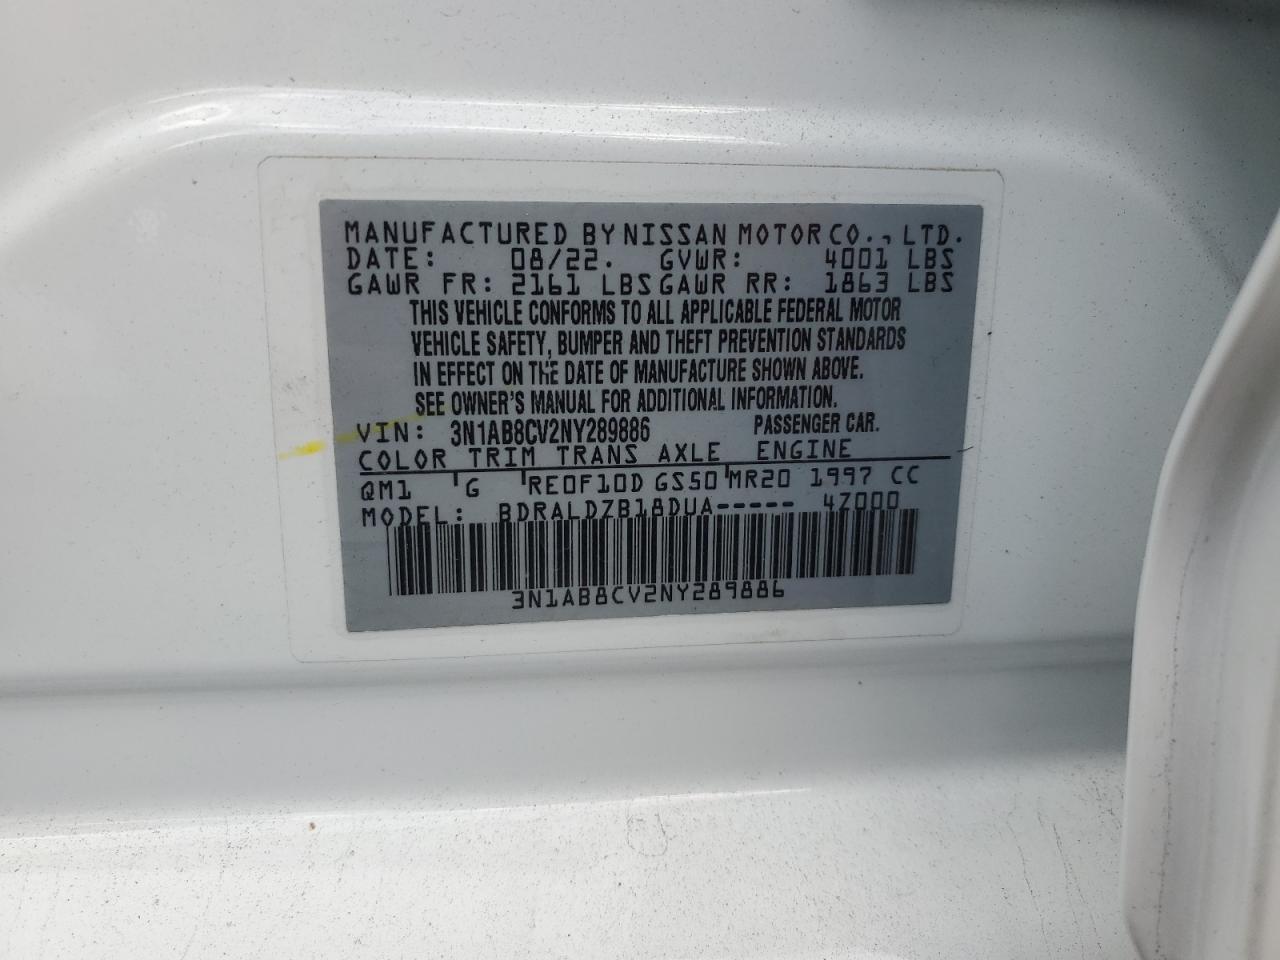 MANUFACTURED BY NISSAN MOTOR CO., LTD.
DATE: 08/22. GVWR: 4001 LBS
GAWR FR: 2161 LBS GAWR RR: 1863 LBS
THIS VEHICLE CONFORMS TO ALL APPLICABLE FEDERAL MOTOR
VEHICLE SAFETY, BUMPER AND THEFT PREVENTION STANDARDS
IN EFFECT ON THE DATE OF MANUFACTURE SHOWN ABOVE.
SEE OWNER'S MANUAL FOR ADDITIONAL INFORMATION.
VIN: 3N1AB8CV2NY289886 PASSENGER CAR.
COLOR TRIM TRANS AXLE ENGINE
QM1 G RE0F10D GS50 MR20 1997 CC
MODEL: BDRALDZB18DUA----- 4Z000
3N1AB8CV2NY289886